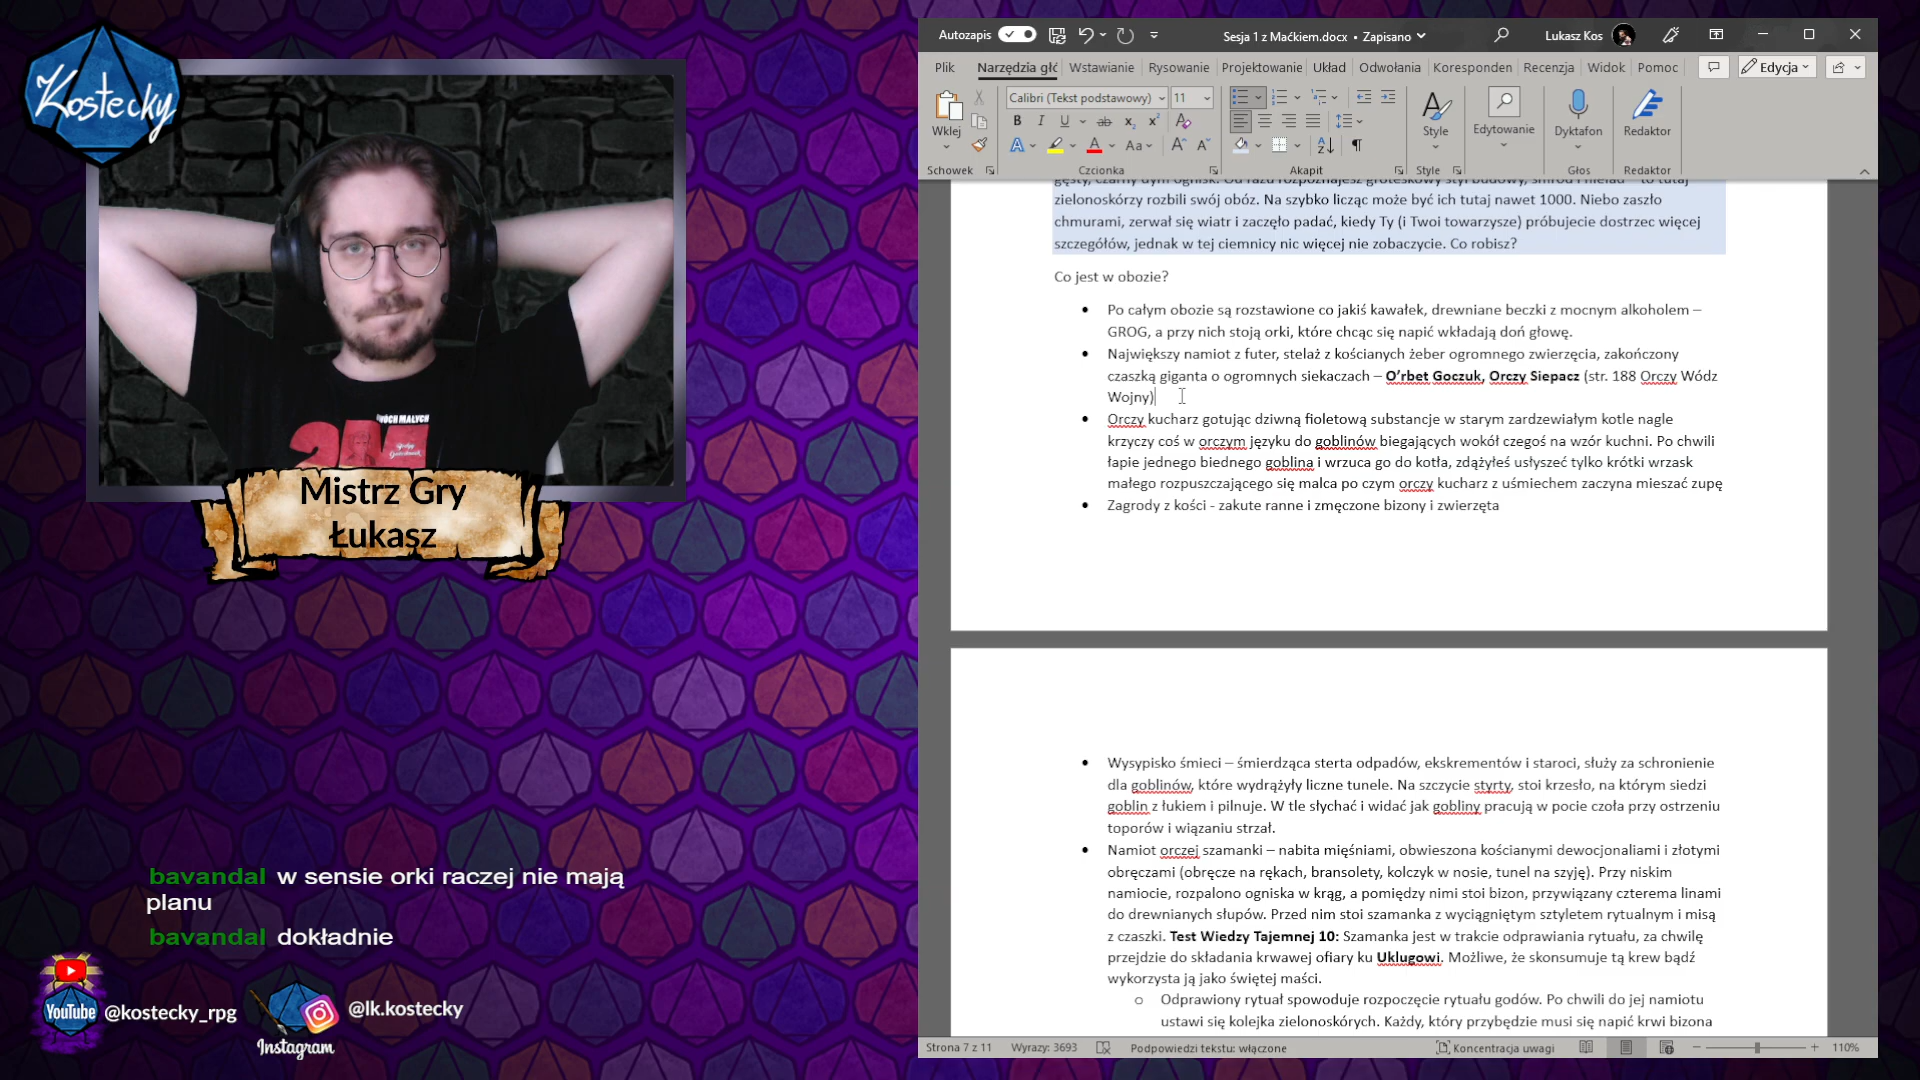 Kostecky
Mistrz Gry
Łukasz
bavandal w sensie orki raczej nie mają
planu
bavandal dokładnie
YouTube @kostecky_rpg
Instagram @lk.kostecky
Autozapis
Sesja 1 z Maćkiem.docx • Zapisano
Lukasz Kos
Plik Narzędzia głó Wstawianie Rysowanie Projektowanie Układ Odwołania Koresponden Recenzja Widok Pomoc Edycja
Calibri (Tekst podstawowy) 11
Wklej
Style Edytowanie Dyktafon Redaktor
Schowek Czcionka Akapit Style Głos Redaktor
gęsty, czarny dym ognisk. Od razu rozpoznajesz groteskowy styl budowy, smród i nieład – to tutaj
zielonoskórzy rozbili swój obóz. Na szybko licząc może być ich tutaj nawet 1000. Niebo zaszło
chmurami, zerwał się wiatr i zaczęło padać, kiedy Ty (i Twoi towarzysze) próbujecie dostrzec więcej
szczegółów, jednak w tej ciemnicy nic więcej nie zobaczycie. Co robisz?
Co jest w obozie?
• Po całym obozie są rozstawione co jakiś kawałek, drewniane beczki z mocnym alkoholem –
GROG, a przy nich stoją orki, które chcąc się napić wkładają doń głowę.
• Największy namiot z futer, stelaż z kościanych żeber ogromnego zwierzęcia, zakończony
czaszką giganta o ogromnych siekaczach – O’rbet Goczuk, Orczy Siepacz (str. 188 Orczy Wódz
Wojny)
• Orczy kucharz gotując dziwną fioletową substancje w starym zardzewiałym kotle nagle
krzyczy coś w orczym języku do goblinów biegających wokół czegoś na wzór kuchni. Po chwili
łapie jednego biednego goblina i wrzuca go do kotła, zdążyłeś usłyszeć tylko krótki wrzask
małego rozpuszczającego się malca po czym orczy kucharz z uśmiechem zaczyna mieszać zupę
• Zagrody z kości - zakute ranne i zmęczone bizony i zwierzęta
• Wysypisko śmieci – śmierdząca sterta odpadów, ekskrementów i staroci, służy za schronienie
dla goblinów, które wydrążyły liczne tunele. Na szczycie styrty, stoi krzesło, na którym siedzi
goblin z łukiem i pilnuje. W tle słychać i widać jak gobliny pracują w pocie czoła przy ostrzeniu
toporów i wiązaniu strzał.
• Namiot orczej szamanki – nabita mięśniami, obwieszona kościanymi dewocjonaliami i złotymi
obręczami (obręcze na rękach, bransolety, kolczyk w nosie, tunel na szyję). Przy niskim
namiocie, rozpalono ogniska w krąg, a pomiędzy nimi stoi bizon, przywiązany czterema linami
do drewnianych słupów. Przed nim stoi szamanka z wyciągniętym sztyletem rytualnym i misą
z czaszki. Test Wiedzy Tajemnej 10: Szamanka jest w trakcie odprawiania rytuału, za chwilę
przejdzie do składania krwawej ofiary ku Uklugowi. Możliwe, że skonsumuje tą krew bądź
wykorzysta ją jako świętej maści.
o Odprawiony rytuał spowoduje rozpoczęcie rytuału godów. Po chwili do jej namiotu
ustawi się kolejka zielonoskórych. Każdy, który przybędzie musi się napić krwi bizona
Strona 7 z 11 Wyrazy: 3693 Podpowiedzi tekstu: włączone Koncentracja uwagi 110%